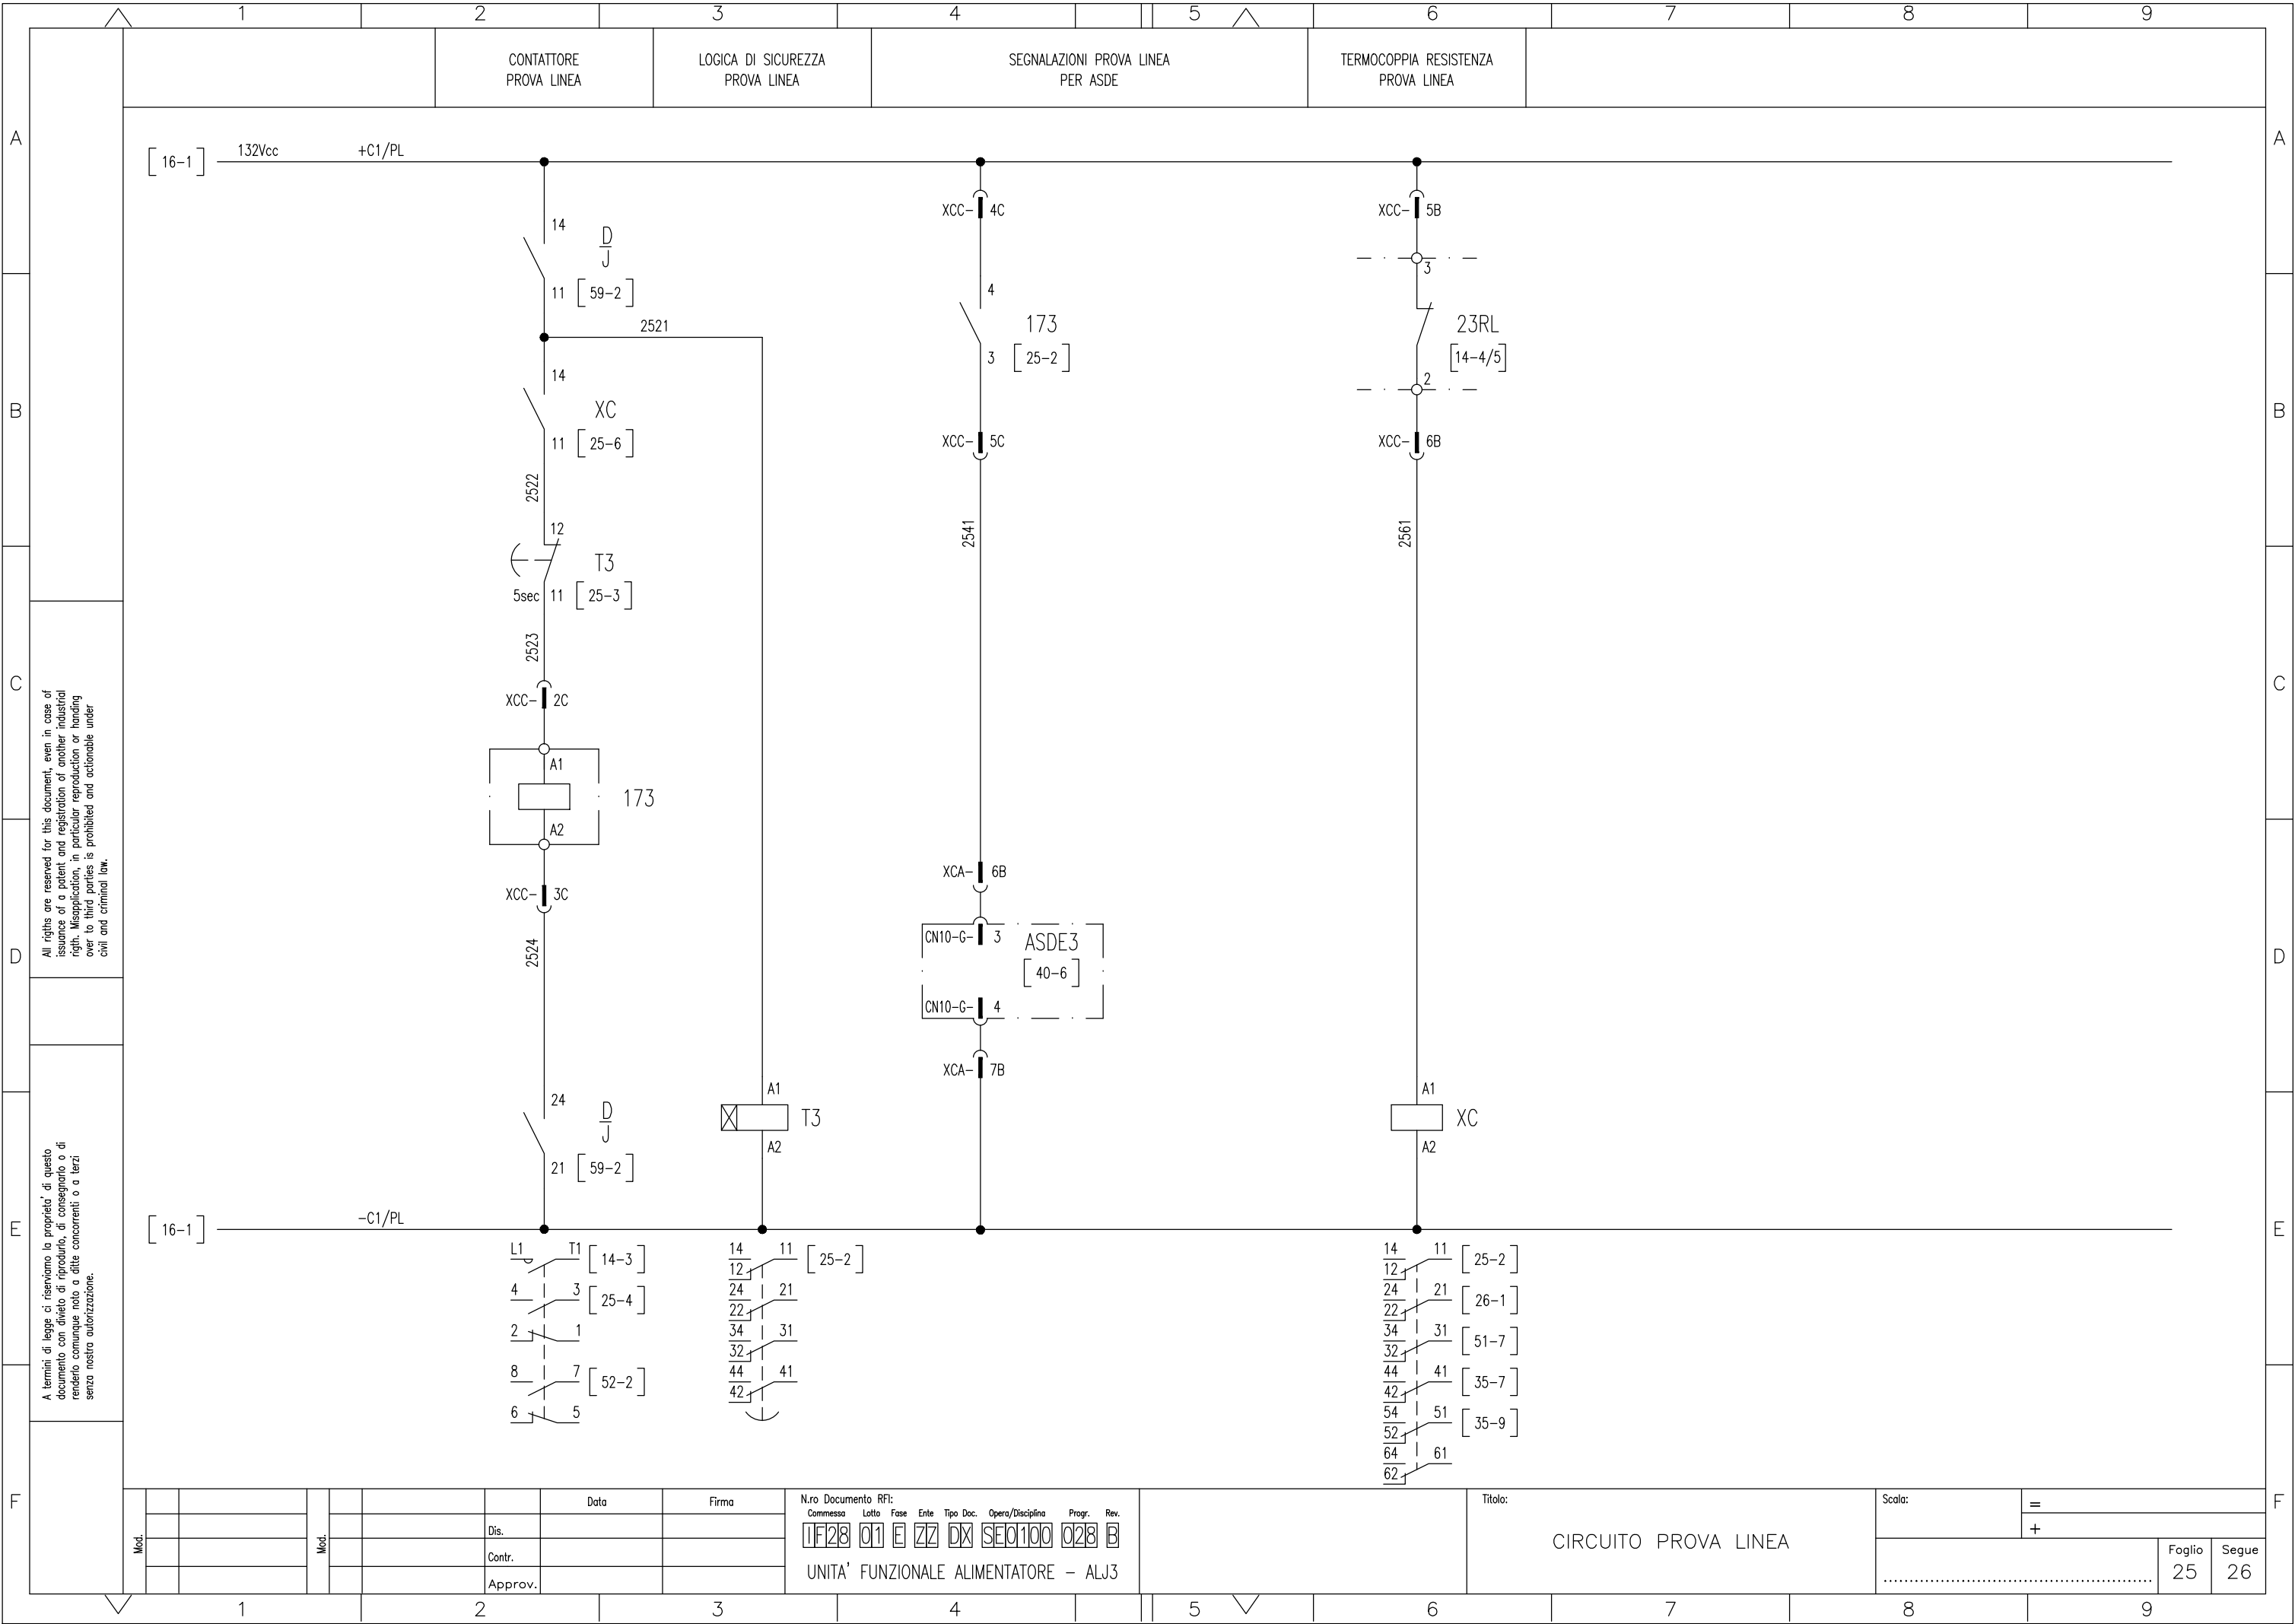 1 2 3 4 5 6 7 8 9
CONTATTORE
PROVA LINEA
LOGICA DI SICUREZZA
PROVA LINEA
SEGNALAZIONI PROVA LINEA
PER ASDE
TERMOCOPPIA RESISTENZA
PROVA LINEA
A A
16-1 132Vcc +C1/PL
14
D
J
11 59-2
2521
XCC- 4C
XCC- 5B
3
4
173
3 25-2
23RL
14-4/5
2
B B
14
XC
11 25-6
2522
XCC- 5C
XCC- 6B
2541
2561
12
T3
5sec 11 25-3
2523
C C
XCC- 2C
A1
173
A2
XCC- 3C
2524
XCA- 6B
CN10-G- 3 ASDE3
40-6
CN10-G- 4
XCA- 7B
D D
24
D
J
21 59-2
A1
T3
A2
A1
XC
A2
E E
16-1 -C1/PL
L1 T1 14-3
4 3 25-4
2 1
8 7 52-2
6 5
14 11 25-2
12
24 21
22
34 31
32
44 41
42
14 11 25-2
12
24 21 26-1
22
34 31 51-7
32
44 41 35-7
42
54 51 35-9
52
64 61
62
F F
All rigths are reserved for this document, even in case of
issuance of a patent and registration of another industrial
rigth. Misapplication, in particular reproduction or handing
over to third parties is prohibited and actionable under
civil and criminal law.
A termini di legge ci riserviamo la proprieta' di questo
documento con divieto di riprodurlo, di consegnarlo o di
renderlo comunque noto a ditte concorrenti o a terzi
senza nostra autorizzazione.
Mod. Mod.
Data Firma
Dis.
Contr.
Approv.
N.ro Documento RFI:
Commessa Lotto Fase Ente Tipo Doc. Opera/Disciplina Progr. Rev.
IF28 01 E ZZ DX SE0100 028 B
UNITA' FUNZIONALE ALIMENTATORE - ALJ3
Titolo:
CIRCUITO PROVA LINEA
Scala:
=
+
Foglio Segue
25 26
1 2 3 4 5 6 7 8 9